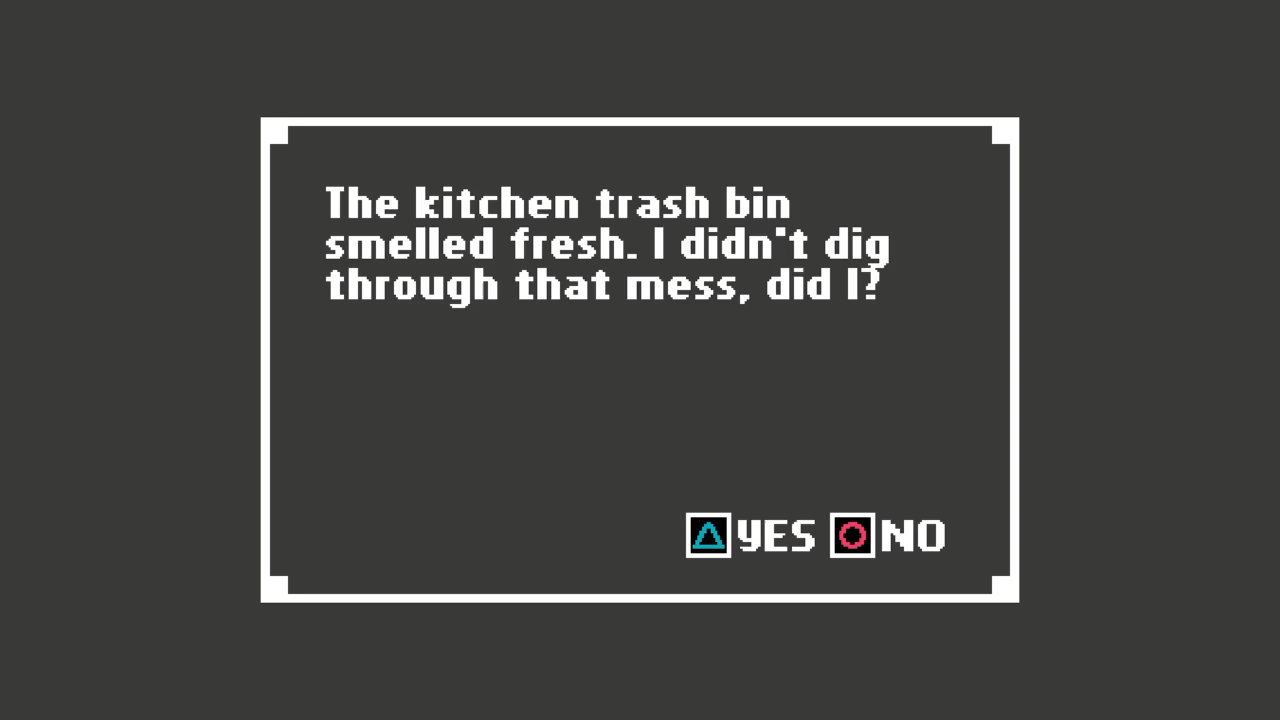 The kitchen trash bin
smelled fresh. I didn't dig
through that mess, did I?
YES NO